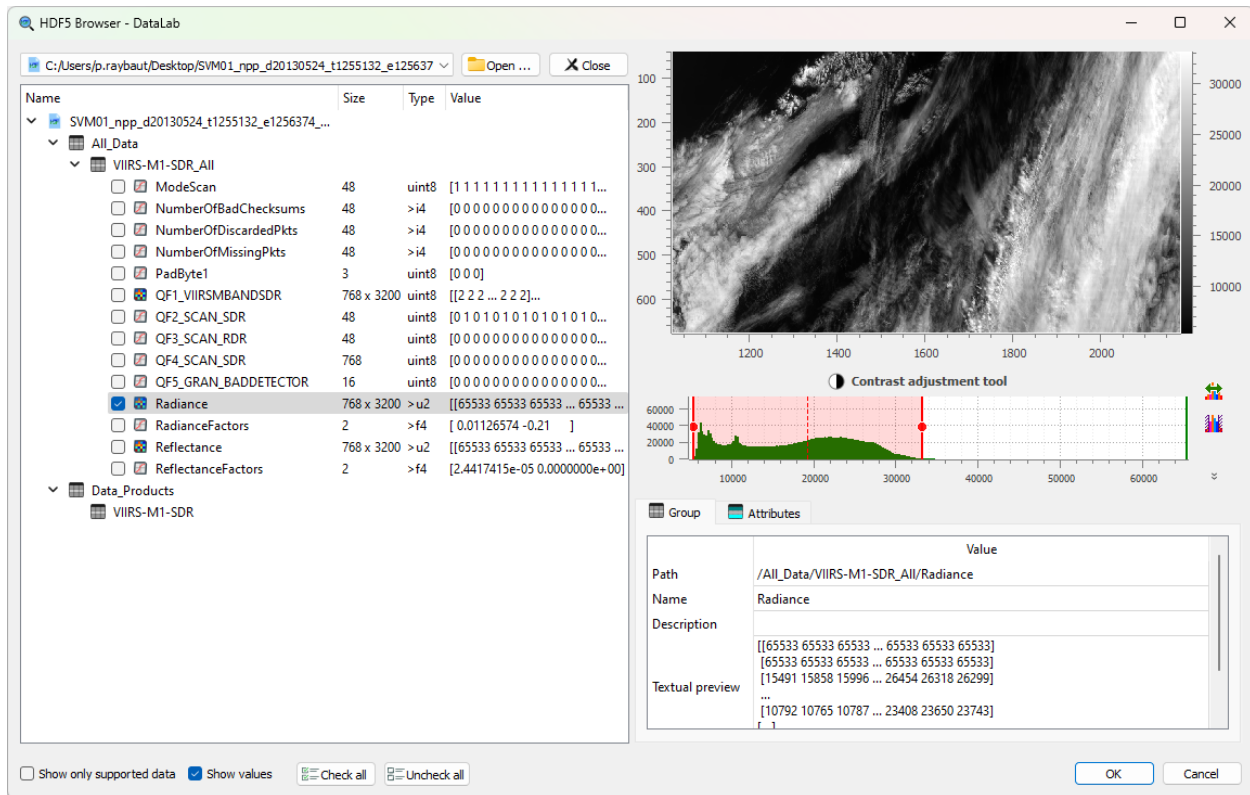 HDF5 Browser - DataLab
C:/Users/p.raybaut/Desktop/SVM01_npp_d20130524_t1255132_e125637
Open ...
Close
Name Size Type Value
SVM01_npp_d20130524_t1255132_e1256374_...
All_Data
VIIRS-M1-SDR_All
ModeScan 48 uint8 [1 1 1 1 1 1 1 1 1 1 1 1 1 1 1...
NumberOfBadChecksums 48 >i4 [0 0 0 0 0 0 0 0 0 0 0 0 0 0 0...
NumberOfDiscardedPkts 48 >i4 [0 0 0 0 0 0 0 0 0 0 0 0 0 0 0...
NumberOfMissingPkts 48 >i4 [0 0 0 0 0 0 0 0 0 0 0 0 0 0 0...
PadByte1 3 uint8 [0 0 0]
QF1_VIIRSMBANDSDR 768 x 3200 uint8 [[2 2 2 ... 2 2 2]...
QF2_SCAN_SDR 48 uint8 [0 1 0 1 0 1 0 1 0 1 0 1 0 1 0...
QF3_SCAN_RDR 48 uint8 [0 0 0 0 0 0 0 0 0 0 0 0 0 0 0...
QF4_SCAN_SDR 768 uint8 [0 0 0 0 0 0 0 0 0 0 0 0 0 0 0...
QF5_GRAN_BADDETECTOR 16 uint8 [0 0 0 0 0 0 0 0 0 0 0 0 0 0 0...
Radiance 768 x 3200 >u2 [[65533 65533 65533 ... 65533 ...
RadianceFactors 2 >f4 [ 0.01126574 -0.21 ]
Reflectance 768 x 3200 >u2 [[65533 65533 65533 ... 65533 ...
ReflectanceFactors 2 >f4 [2.4417415e-05 0.0000000e+00]
Data_Products
VIIRS-M1-SDR
Show only supported data
Show values
Check all
Uncheck all
100
200
300
400
500
600
1200 1400 1600 1800 2000
30000
25000
20000
15000
10000
Contrast adjustment tool
60000
40000
20000
0
10000 20000 30000 40000 50000 60000
Group
Attributes
Value
Path /All_Data/VIIRS-M1-SDR_All/Radiance
Name Radiance
Description
Textual preview
[[65533 65533 65533 ... 65533 65533 65533]
[65533 65533 65533 ... 65533 65533 65533]
[15491 15858 15996 ... 26454 26318 26299]
...
[10792 10765 10787 ... 23408 23650 23743]
[...]
OK
Cancel